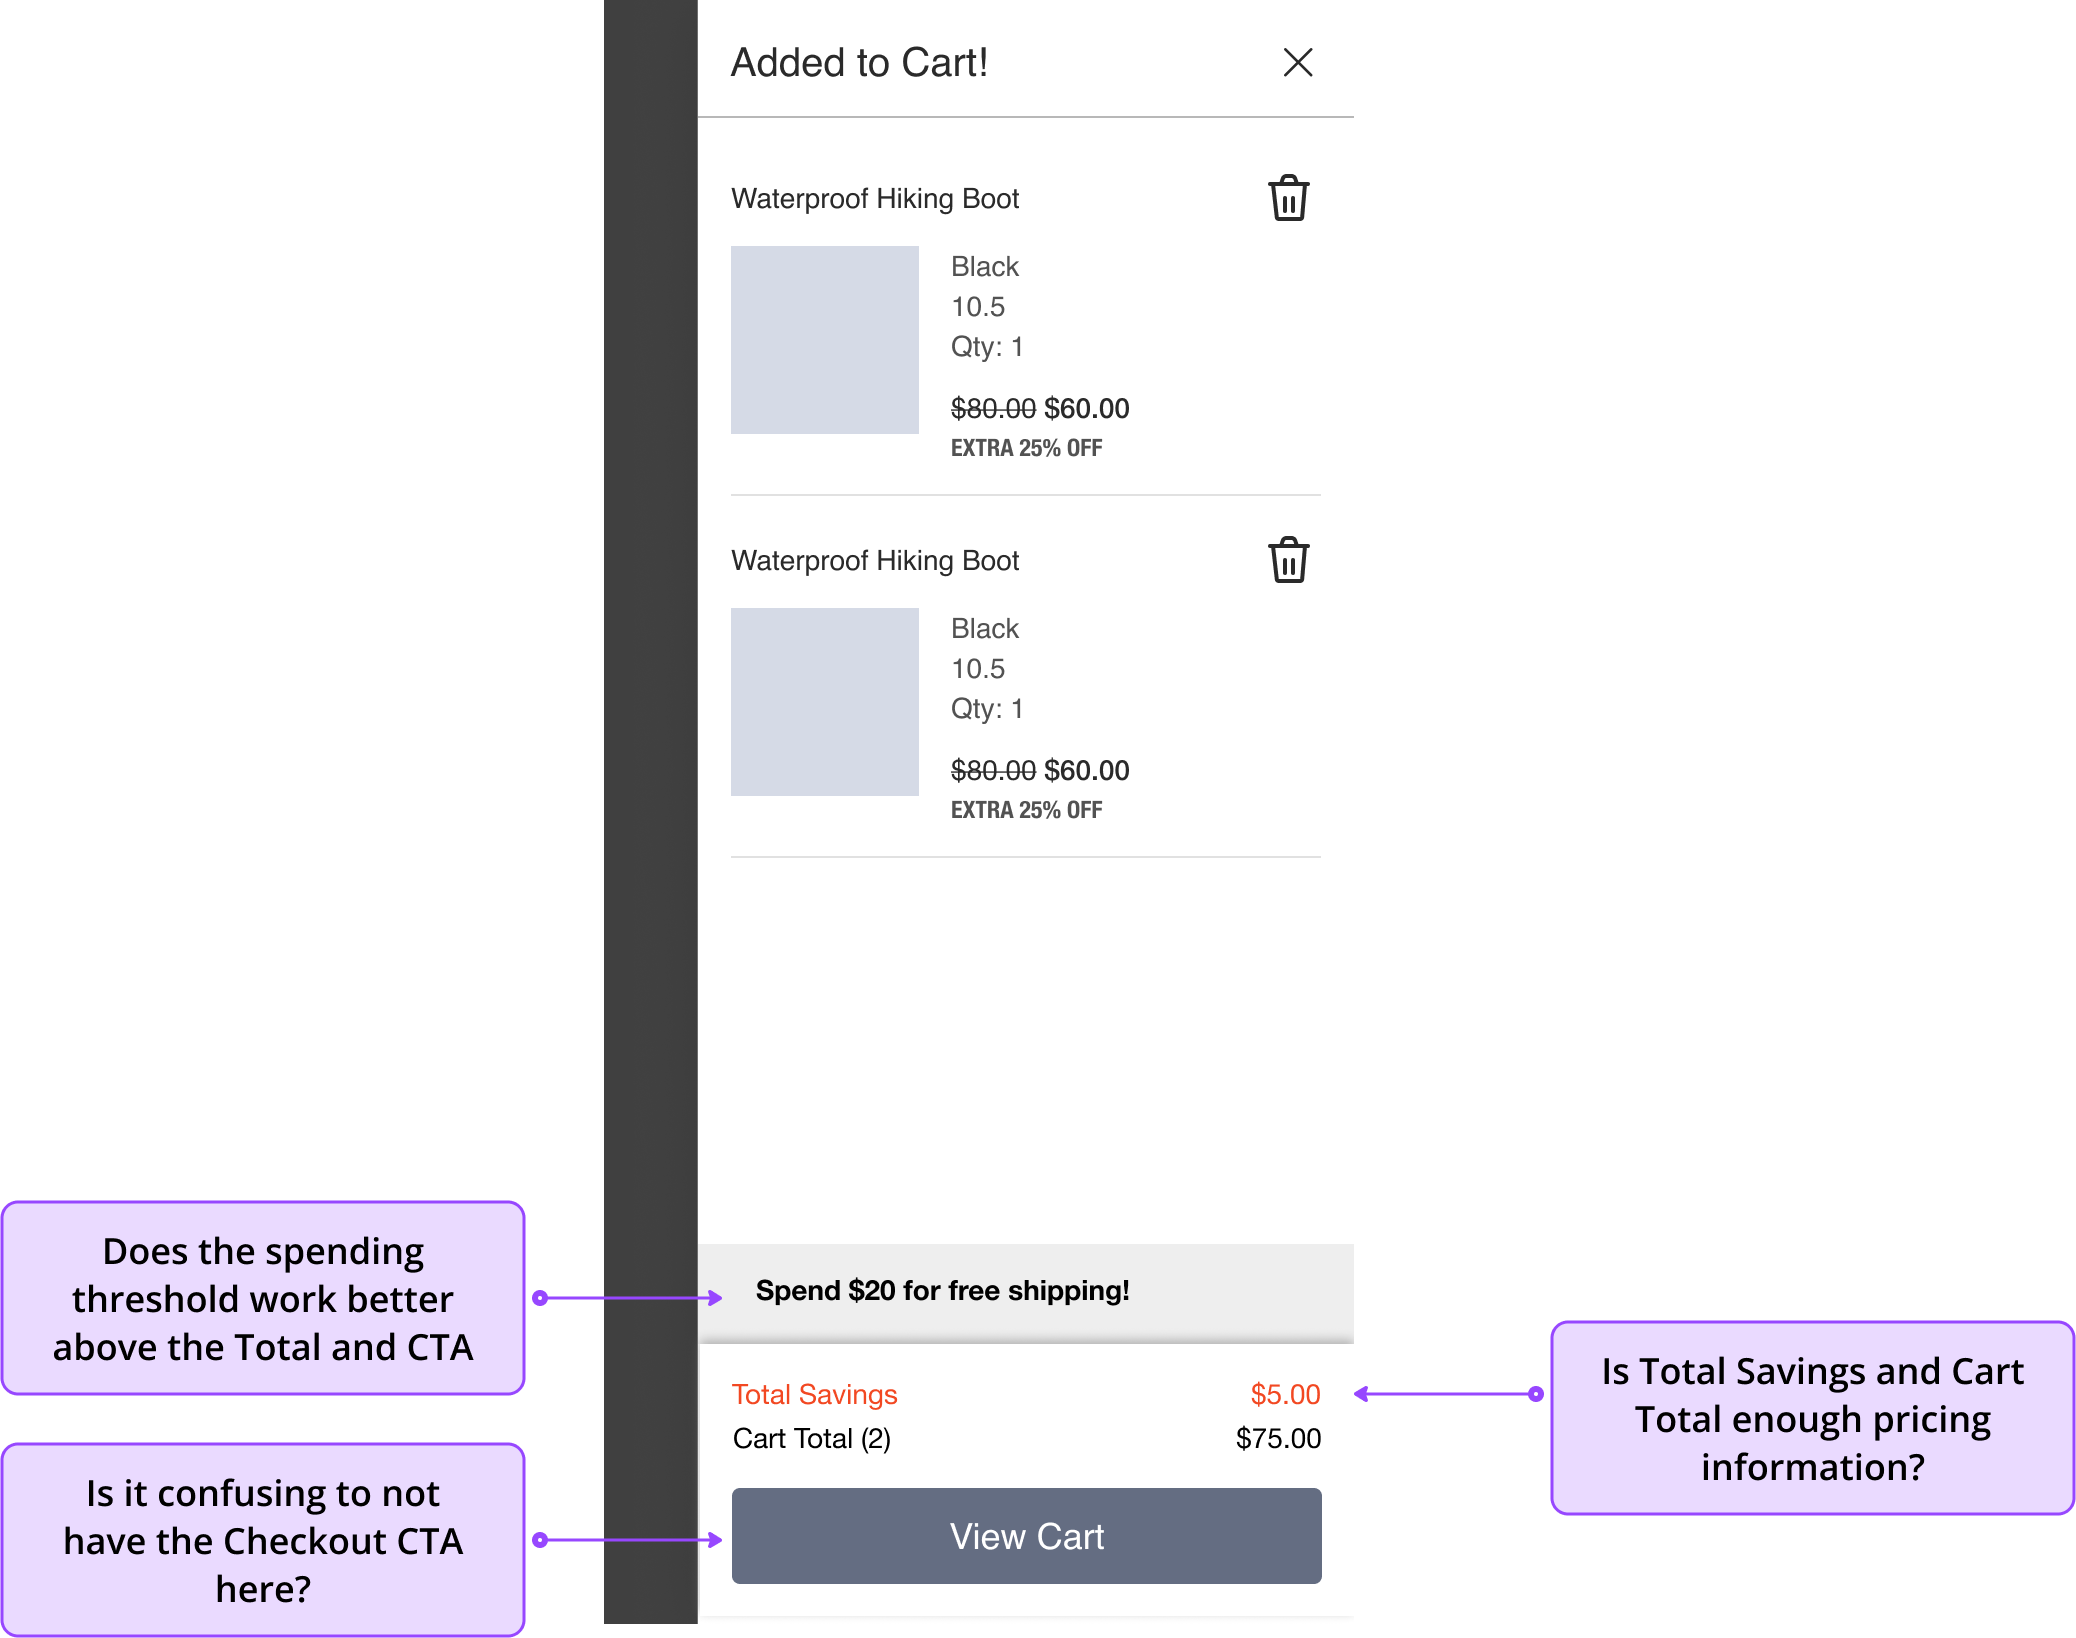 Added to Cart!
Waterproof Hiking Boot
Black
10.5
Qty: 1
$80.00 $60.00
EXTRA 25% OFF
Waterproof Hiking Boot
Black
10.5
Qty: 1
$80.00 $60.00
EXTRA 25% OFF
Does the spending
threshold work better
above the Total and CTA
Spend $20 for free shipping!
Total Savings $5.00
Cart Total (2) $75.00
Is Total Savings and Cart
Total enough pricing
information?
Is it confusing to not
have the Checkout CTA
here?
View Cart